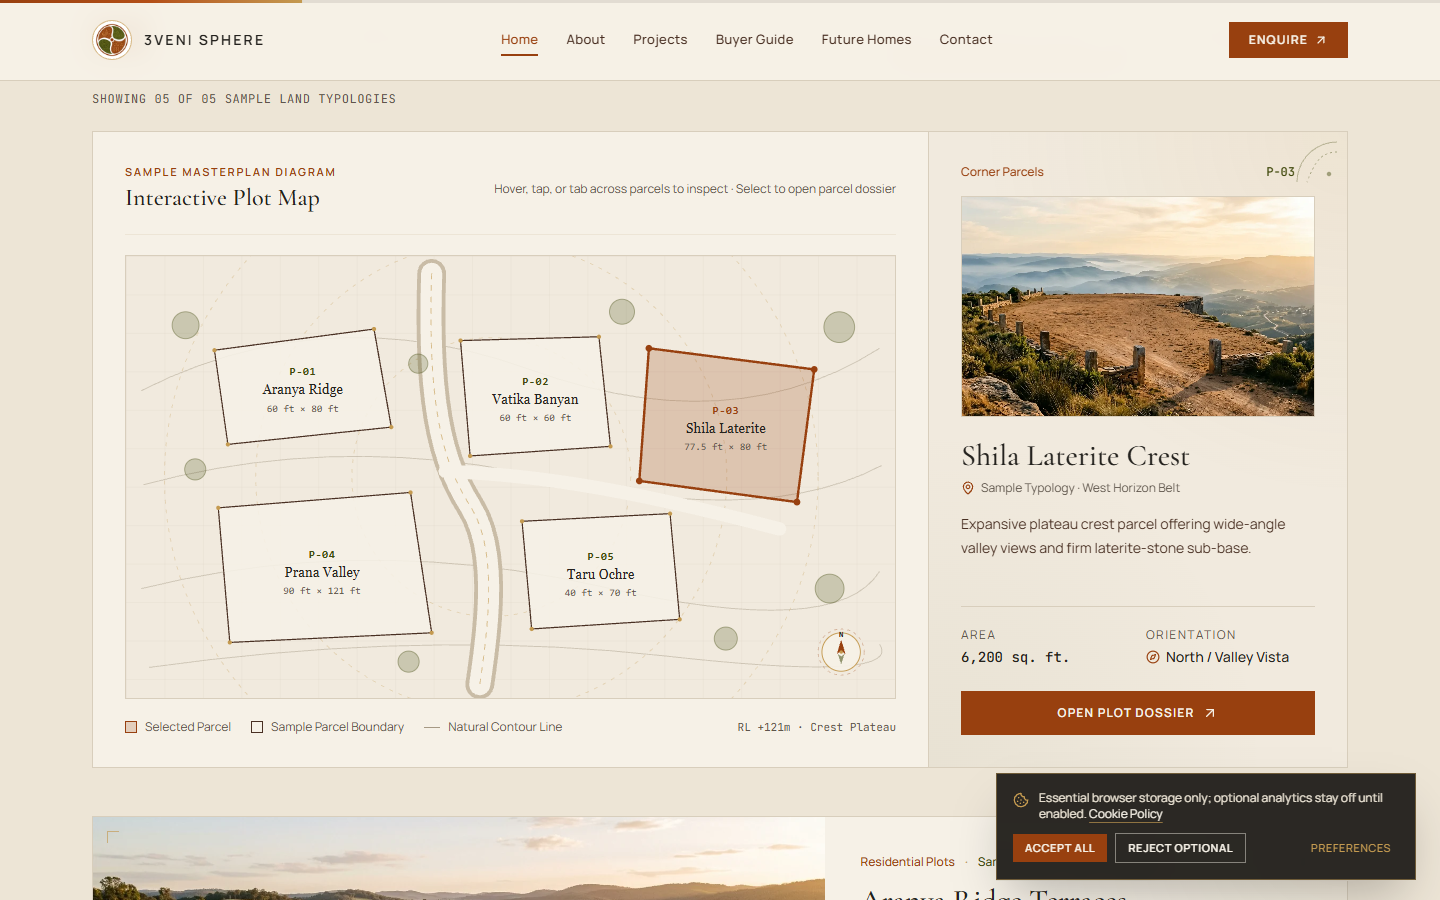 3VENI SPHERE
Home About Projects Buyer Guide Future Homes Contact
ENQUIRE
SHOWING 05 OF 05 SAMPLE LAND TYPOLOGIES
SAMPLE MASTERPLAN DIAGRAM
Interactive Plot Map
Hover, tap, or tab across parcels to inspect · Select to open parcel dossier
P-01
Aranya Ridge
60 ft × 80 ft
P-02
Vatika Banyan
60 ft × 60 ft
P-03
Shila Laterite
77.5 ft × 80 ft
P-04
Prana Valley
90 ft × 121 ft
P-05
Taru Ochre
40 ft × 70 ft
N
Selected Parcel
Sample Parcel Boundary
Natural Contour Line
RL +121m · Crest Plateau
Corner Parcels
P-03
Shila Laterite Crest
Sample Typology · West Horizon Belt
Expansive plateau crest parcel offering wide-angle
valley views and firm laterite-stone sub-base.
AREA
6,200 sq. ft.
ORIENTATION
North / Valley Vista
OPEN PLOT DOSSIER
Residential Plots ·
Aranya Ridge Terraces
Essential browser storage only; optional analytics stay off until
enabled. Cookie Policy
ACCEPT ALL
REJECT OPTIONAL
PREFERENCES